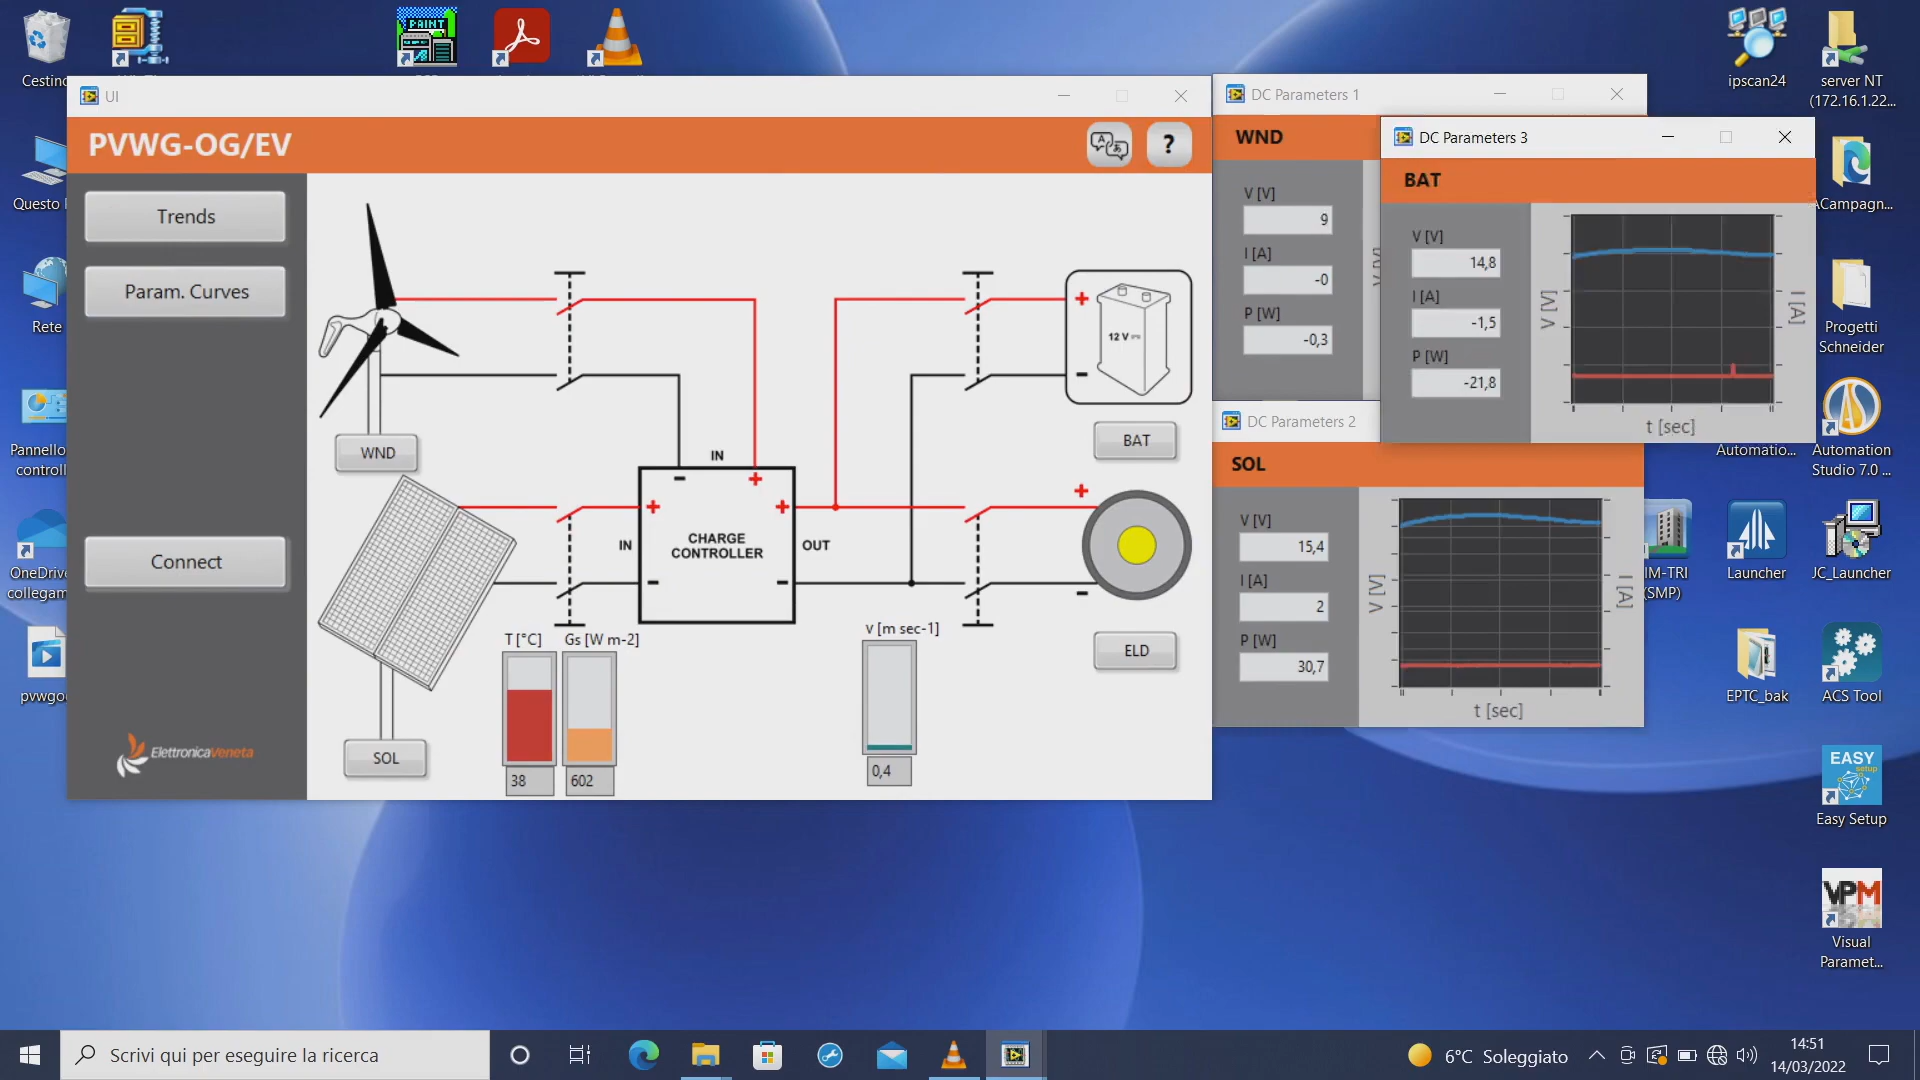 Cestino
ipscan24
server NT
(172.16.1.22...
UI
DC Parameters 1
PVWG-OG/EV
?
WND
DC Parameters 3
BAT
Trends
Param. Curves
Connect
ElettronicaVeneta
WND
SOL
IN
IN
OUT
CHARGE
CONTROLLER
12 V
BAT
ELD
T [°C]
Gs [W m-2]
v [m sec-1]
38
602
0,4
V [V]
9
I [A]
-0
P [W]
-0,3
V [V]
14,8
I [A]
-1,5
P [W]
-21,8
V [V]
I [A]
t [sec]
DC Parameters 2
SOL
V [V]
15,4
I [A]
2
P [W]
30,7
V [V]
I [A]
t [sec]
Questo
Rete
Pannello
control
OneDrive
collegam
pvwgo
ACampagn...
Progetti
Schneider
Automatio...
Automation
Studio 7.0 ...
IM-TRI
(SMP)
Launcher
JC_Launcher
EPTC_bak
ACS Tool
EASY
setup
Easy Setup
VPM
Visual
Paramet...
Scrivi qui per eseguire la ricerca
6°C Soleggiato
14:51
14/03/2022